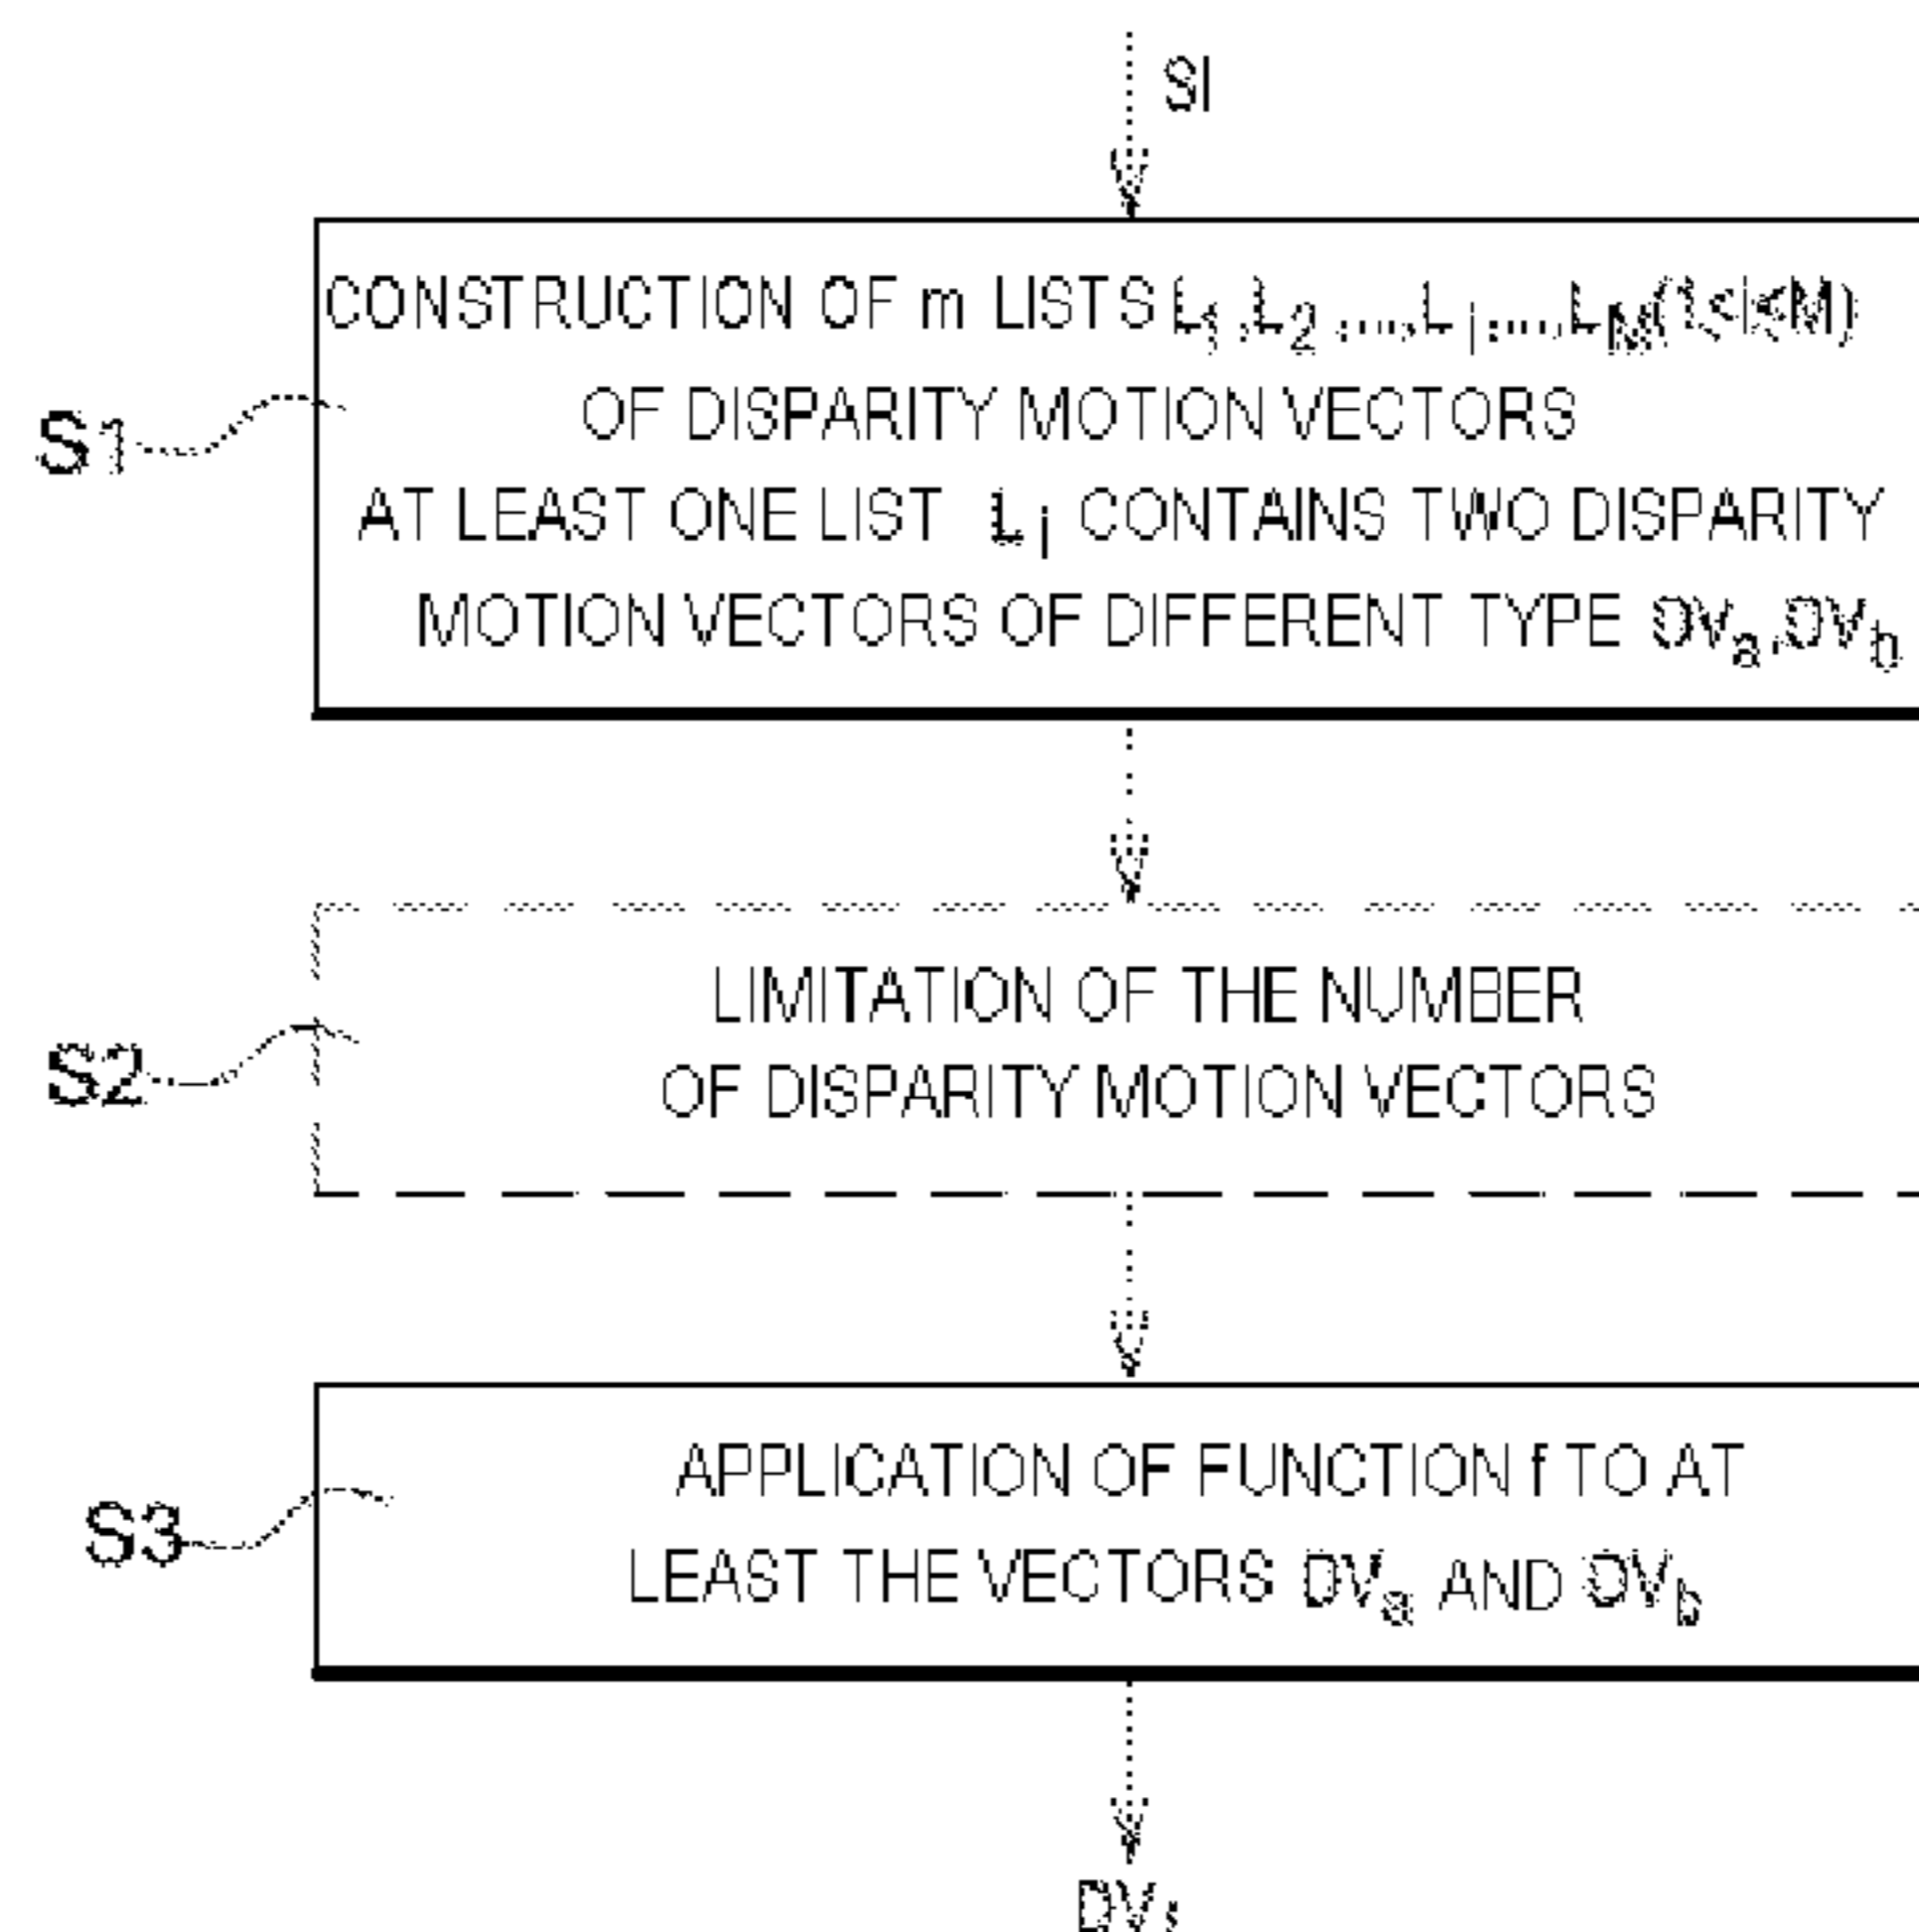 SI
CONSTRUCTION OF m LISTS L1,L2,...,Li,...,LM(1≤i≤M)
OF DISPARITY MOTION VECTORS
S1
AT LEAST ONE LIST Li CONTAINS TWO DISPARITY
MOTION VECTORS OF DIFFERENT TYPE DVa,DVb
LIMITATION OF THE NUMBER
S2
OF DISPARITY MOTION VECTORS
APPLICATION OF FUNCTION f TO AT
S3
LEAST THE VECTORS DVa AND DVb